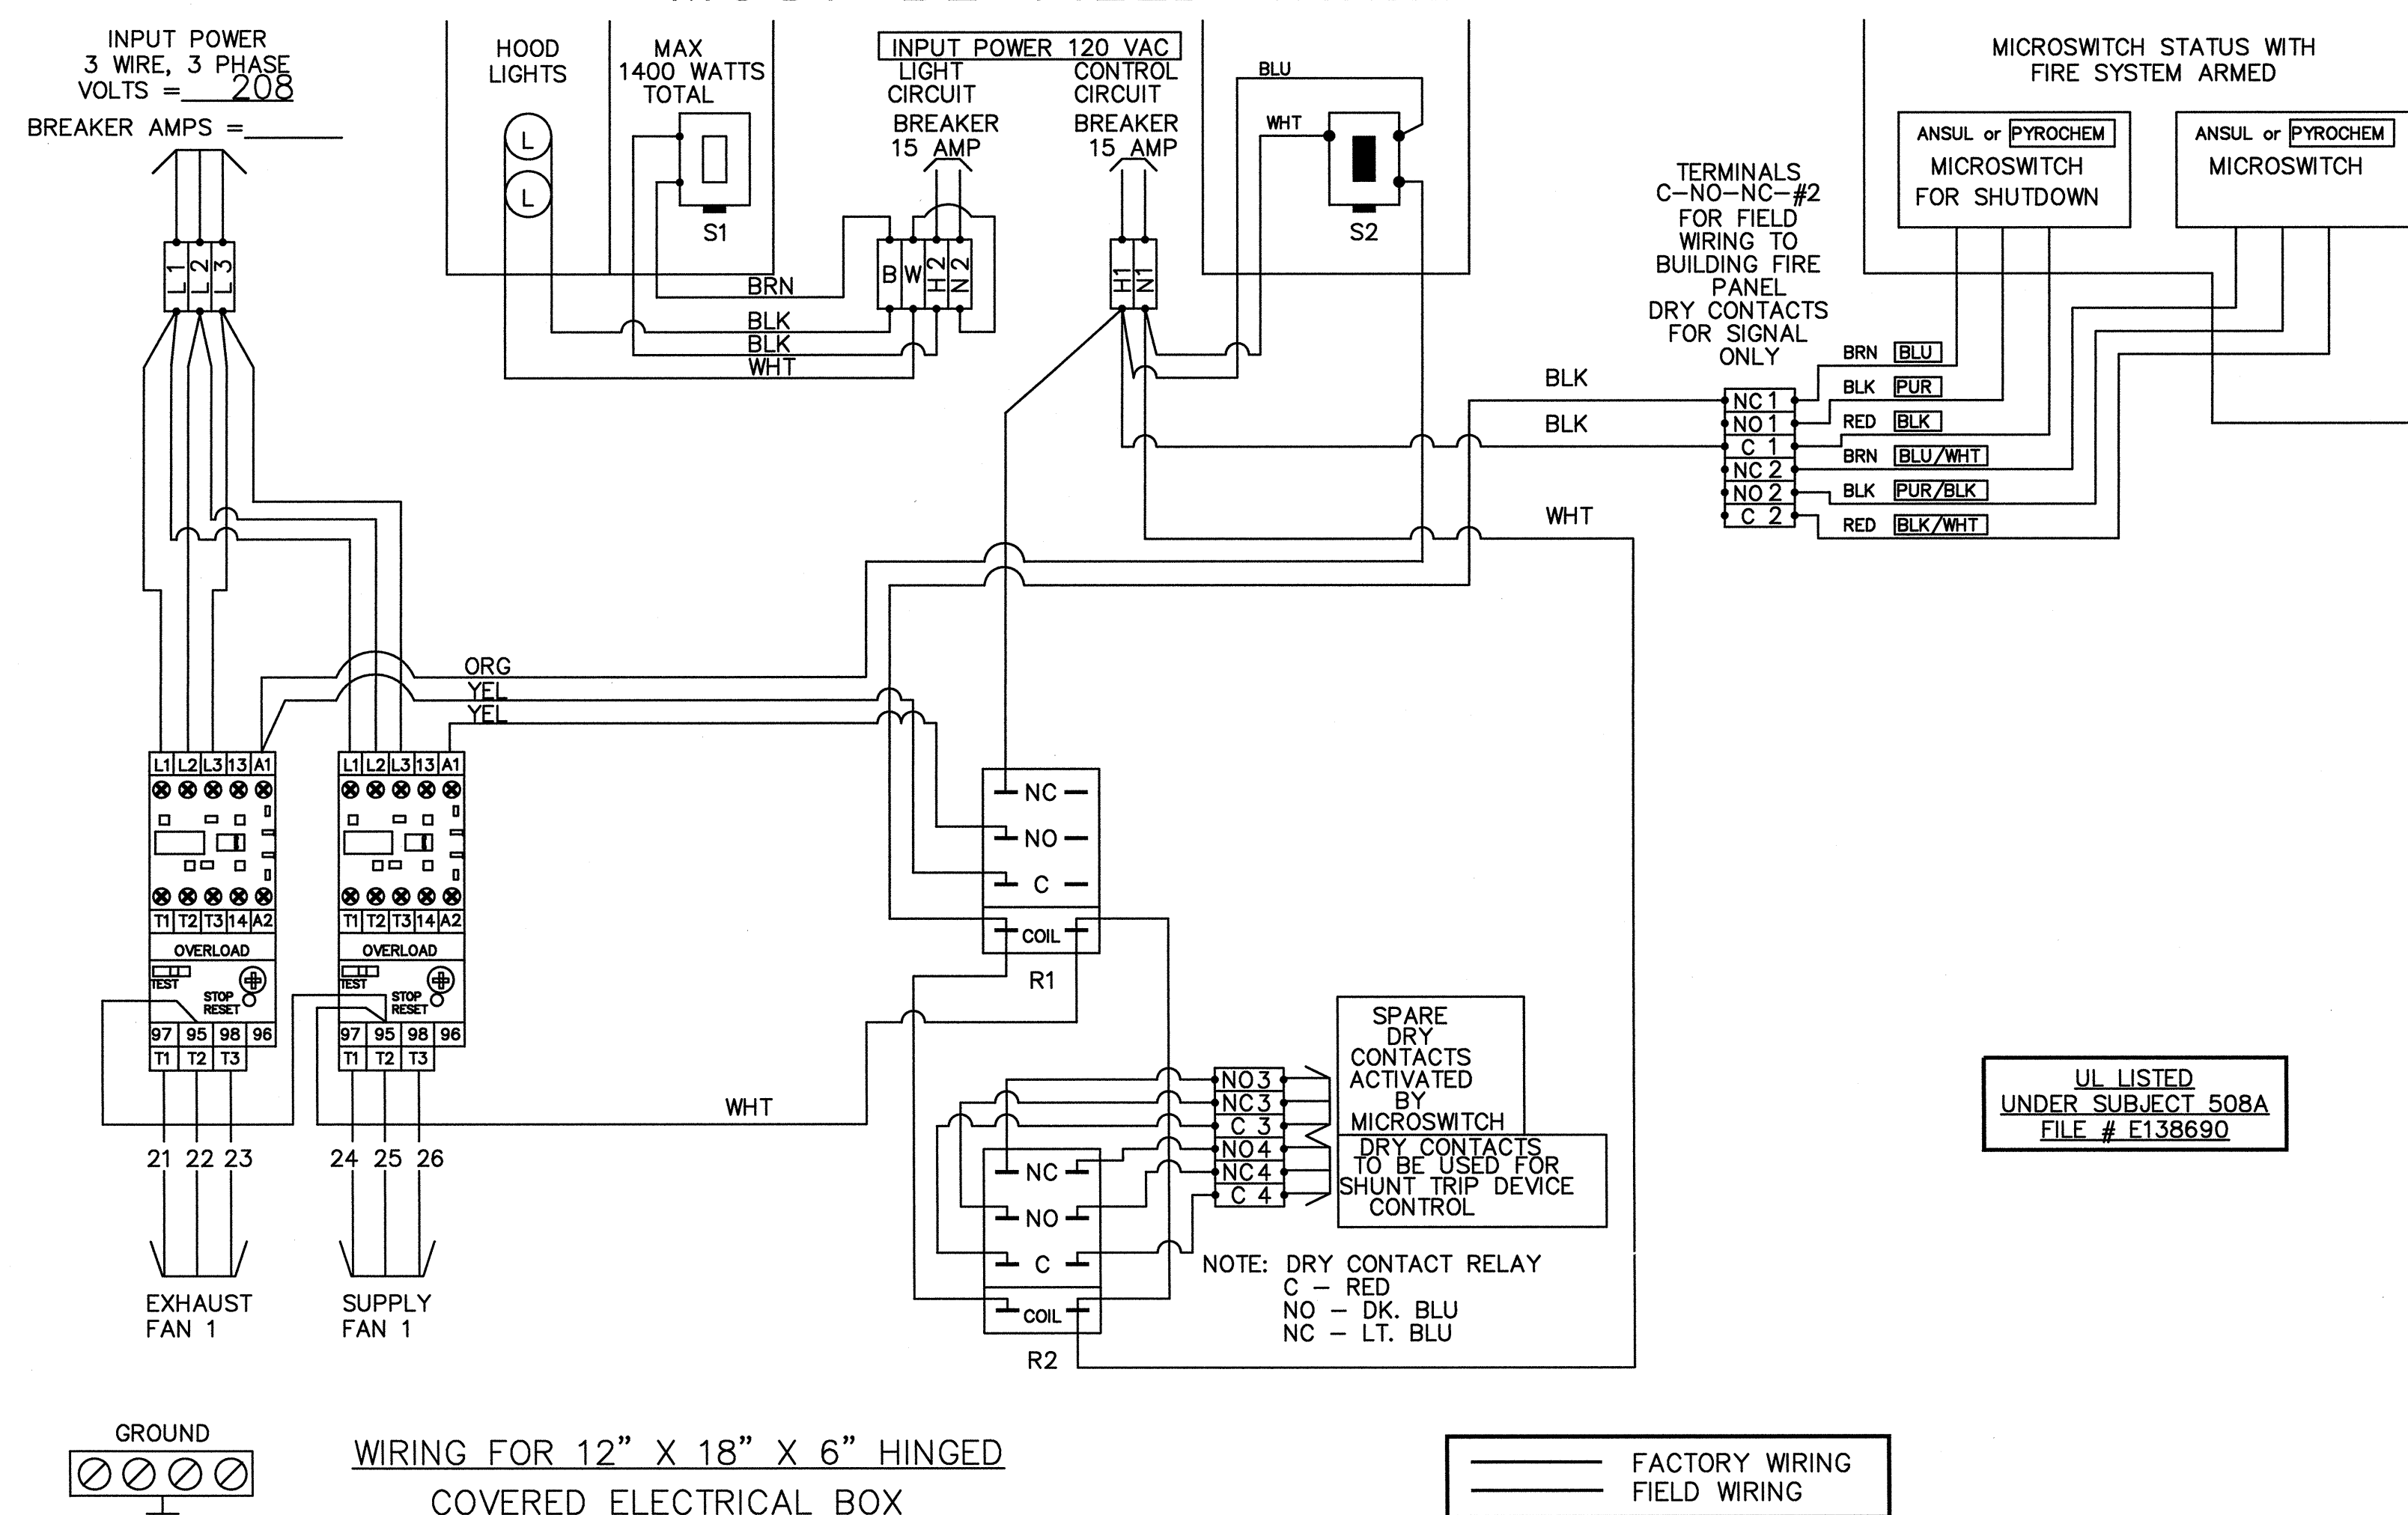 INPUT POWER
3 WIRE, 3 PHASE
VOLTS = 208
BREAKER AMPS =
L1
L2
L3
HOOD
LIGHTS
L
L
MAX
1400 WATTS
TOTAL
S1
INPUT POWER 120 VAC
LIGHT
CIRCUIT
BREAKER
15 AMP
CONTROL
CIRCUIT
BREAKER
15 AMP
B
W
H2
N2
H1
N1
BRN
BLK
BLK
WHT
BLU
WHT
S2
MICROSWITCH STATUS WITH
FIRE SYSTEM ARMED
ANSUL or PYROCHEM
MICROSWITCH
FOR SHUTDOWN
ANSUL or PYROCHEM
MICROSWITCH
TERMINALS
C-NO-NC-#2
FOR FIELD
WIRING TO
BUILDING FIRE
PANEL
DRY CONTACTS
FOR SIGNAL
ONLY
BLK
BLK
WHT
NC 1
NO 1
C 1
NC 2
NO 2
C 2
BRN BLU
BLK PUR
RED BLK
BRN BLU/WHT
BLK PUR/BLK
RED BLK/WHT
ORG
YEL
YEL
L1 L2 L3 13 A1
T1 T2 T3 14 A2
OVERLOAD
TEST
STOP
RESET
97 95 98 96
T1 T2 T3
21 22 23
EXHAUST
FAN 1
L1 L2 L3 13 A1
T1 T2 T3 14 A2
OVERLOAD
TEST
STOP
RESET
97 95 98 96
T1 T2 T3
24 25 26
SUPPLY
FAN 1
WHT
NC
NO
C
COIL
R1
NC
NO
C
COIL
R2
NO3
NC3
C 3
NO4
NC4
C 4
SPARE
DRY
CONTACTS
ACTIVATED
BY
MICROSWITCH
DRY CONTACTS
TO BE USED FOR
SHUNT TRIP DEVICE
CONTROL
NOTE: DRY CONTACT RELAY
C – RED
NO – DK. BLU
NC – LT. BLU
UL LISTED
UNDER SUBJECT 508A
FILE # E138690
GROUND
WIRING FOR 12" X 18" X 6" HINGED
COVERED ELECTRICAL BOX
FACTORY WIRING
FIELD WIRING